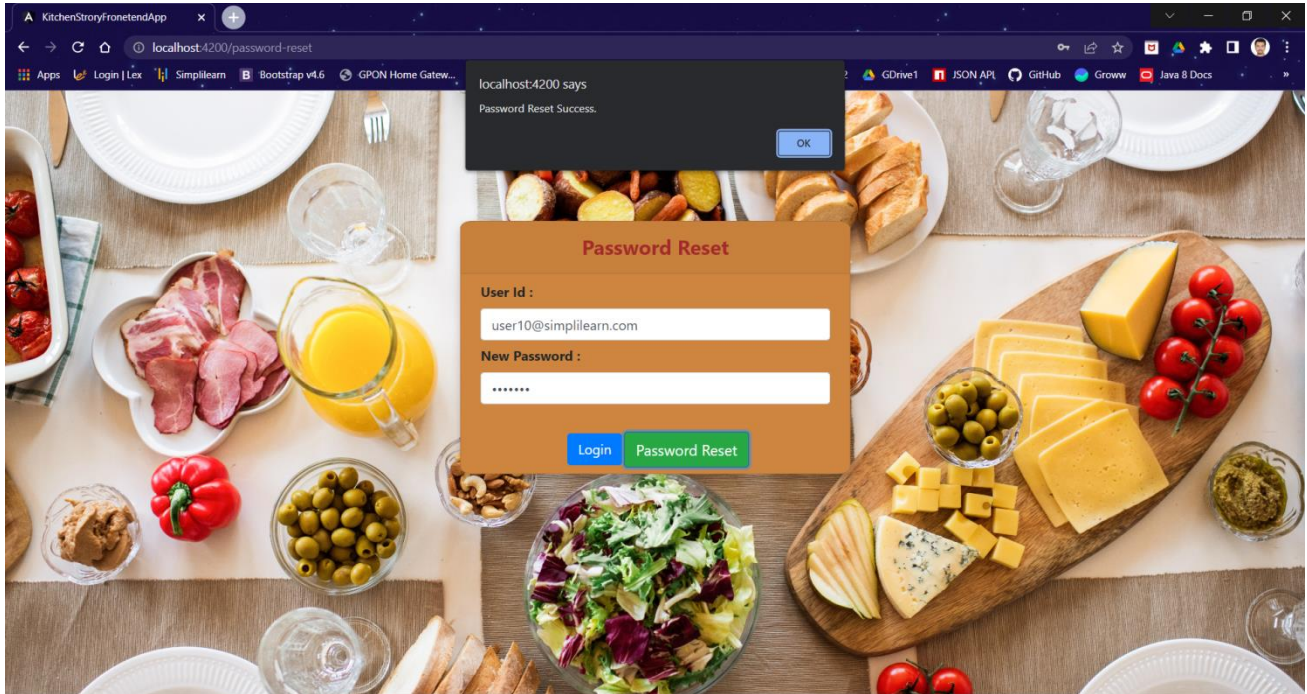 KitchenStroryFronetendApp
localhost:4200/password-reset
Apps Login | Lex Simplilearn B Bootstrap v4.6 GPON Home Gatew... GDrive1 JSON API, GitHub Groww Java 8 Docs »
localhost:4200 says
Password Reset Success.
OK
Password Reset
User Id :
user10@simplilearn.com
New Password :
•••••••
Login Password Reset